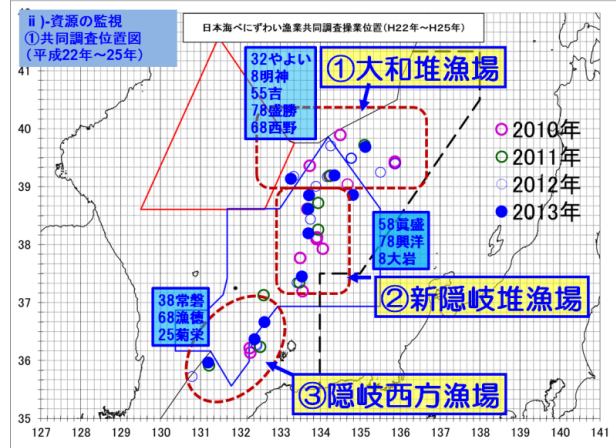 ⅱ)-資源の監視
①共同調査位置図
(平成22年～25年)
日本海べにずわい漁業共同調査操業位置(H22年～H25年)
32やよい
8明神
55吉
78盛勝
68西野
①大和堆漁場
2010年
2011年
2012年
2013年
58眞盛
78興洋
8大岩
②新隠岐堆漁場
38常磐
68漁徳
25菊栄
③隠岐西方漁場
41
40
39
38
37
36
35
127 128 129 130 131 132 133 134 135 136 137 138 139 140 141